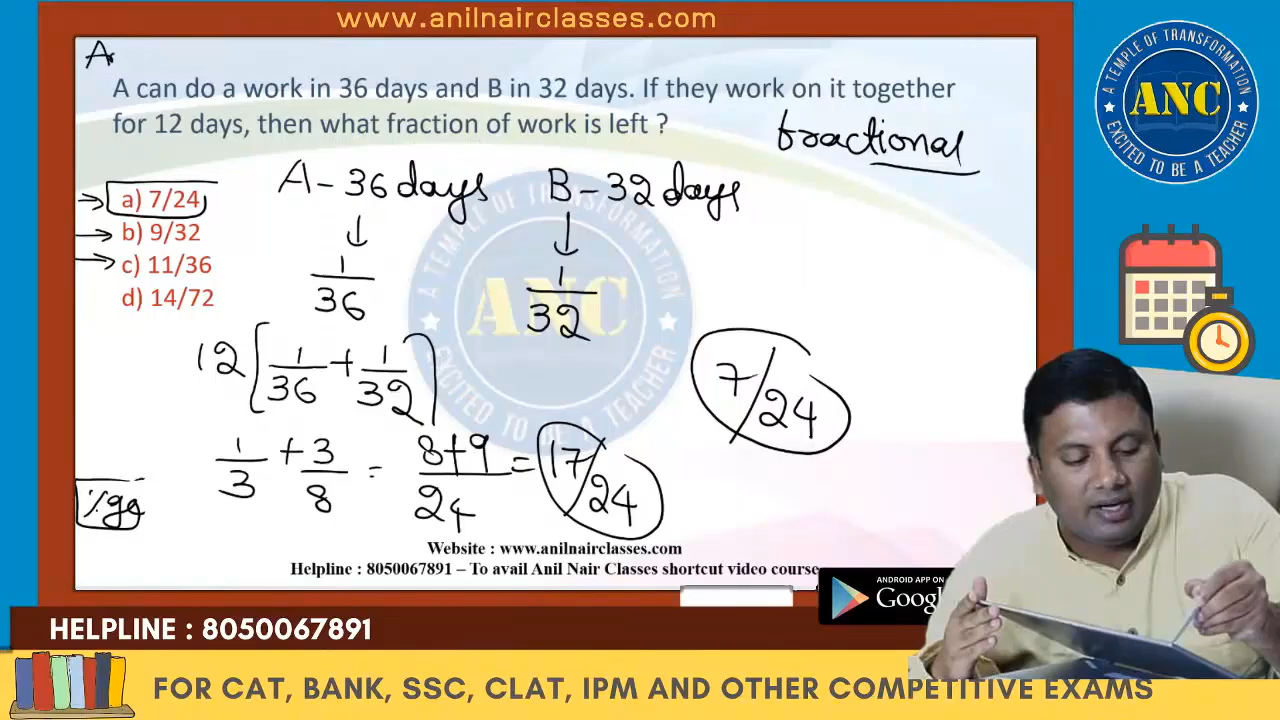 www.anilnairclasses.com
A
A can do a work in 36 days and B in 32 days. If they work on it together
for 12 days, then what fraction of work is left ?
fractional
a) 7/24
b) 9/32
c) 11/36
d) 14/72
A - 36 days B - 32 days
1/36 1/32
12[1/36 + 1/32]
1/3 + 3/8 = 8+9/24 = 17/24
7/24
A TEMPLE OF TRANSFORMATION
ANC
EXCITED TO BE A TEACHER
Website : www.anilnairclasses.com
Helpline : 8050067891 – To avail Anil Nair Classes shortcut video course
ANDROID APP ON
Google
HELPLINE : 8050067891
FOR CAT, BANK, SSC, CLAT, IPM AND OTHER COMPETITIVE EXAMS